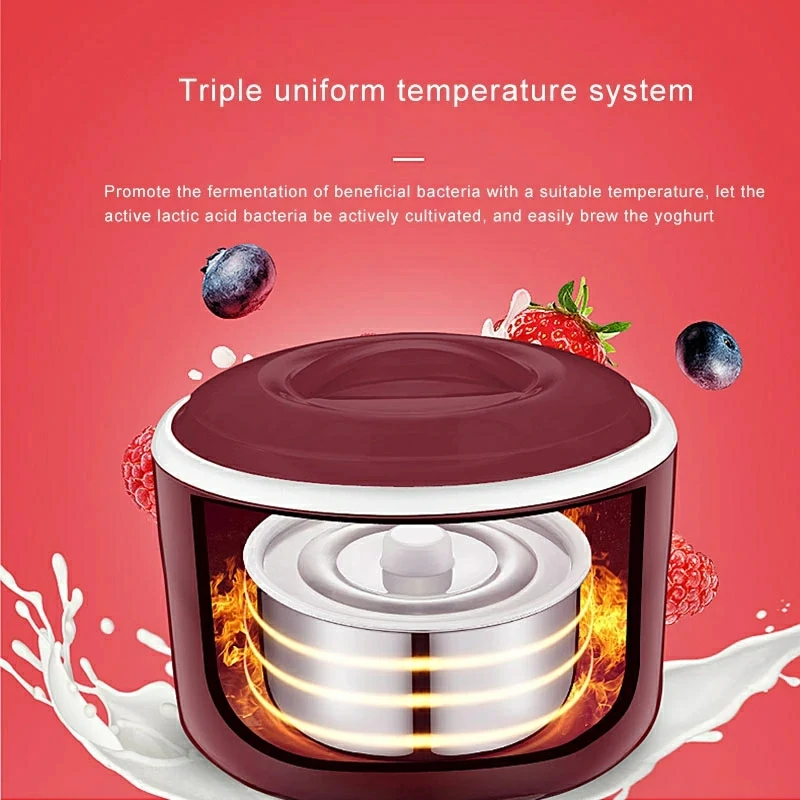 Triple uniform temperature system
Promote the fermentation of beneficial bacteria with a suitable temperature, let the
active lactic acid bacteria be actively cultivated, and easily brew the yoghurt